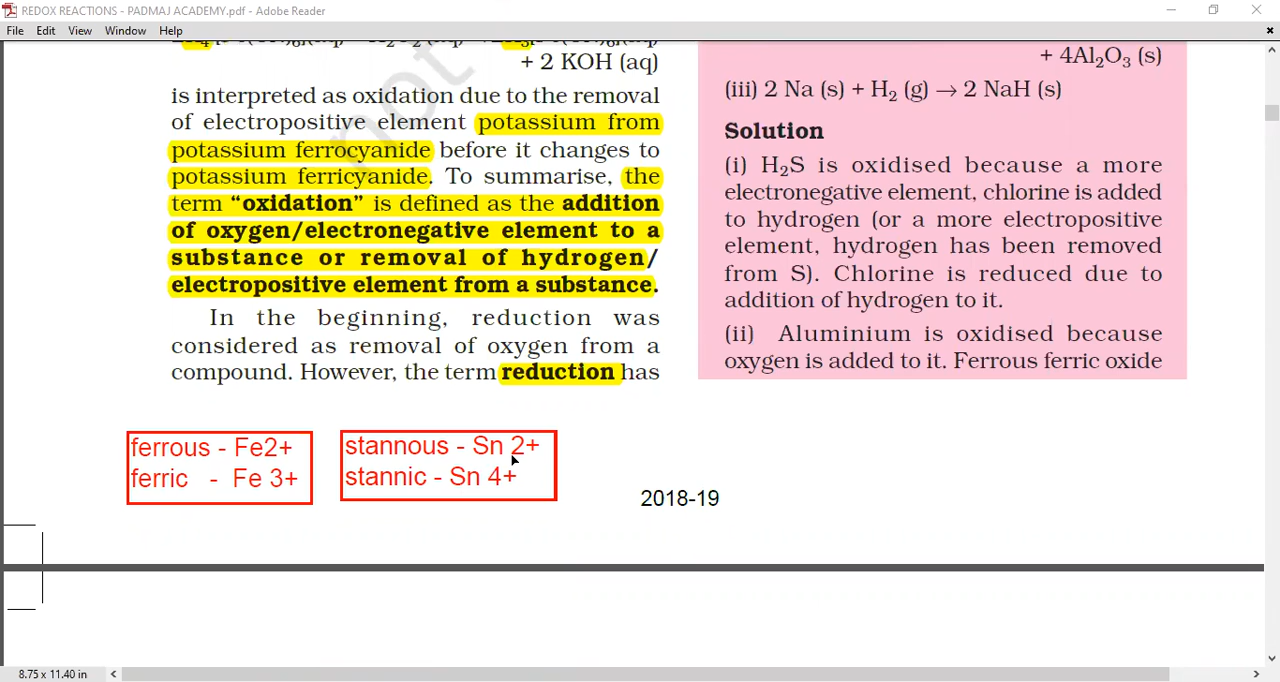 REDOX REACTIONS - PADMAJ ACADEMY.pdf - Adobe Reader
File Edit View Window Help
+ 2 KOH (aq)
is interpreted as oxidation due to the removal
of electropositive element potassium from
potassium ferrocyanide before it changes to
potassium ferricyanide. To summarise, the
term “oxidation” is defined as the addition
of oxygen/electronegative element to a
substance or removal of hydrogen/
electropositive element from a substance.
In the beginning, reduction was
considered as removal of oxygen from a
compound. However, the term reduction has
+ 4Al₂O₃ (s)
(iii) 2 Na (s) + H₂ (g) → 2 NaH (s)
Solution
(i) H₂S is oxidised because a more
electronegative element, chlorine is added
to hydrogen (or a more electropositive
element, hydrogen has been removed
from S). Chlorine is reduced due to
addition of hydrogen to it.
(ii) Aluminium is oxidised because
oxygen is added to it. Ferrous ferric oxide
ferrous - Fe2+
ferric - Fe 3+
stannous - Sn 2+
stannic - Sn 4+
2018-19
not
8.75 x 11.40 in